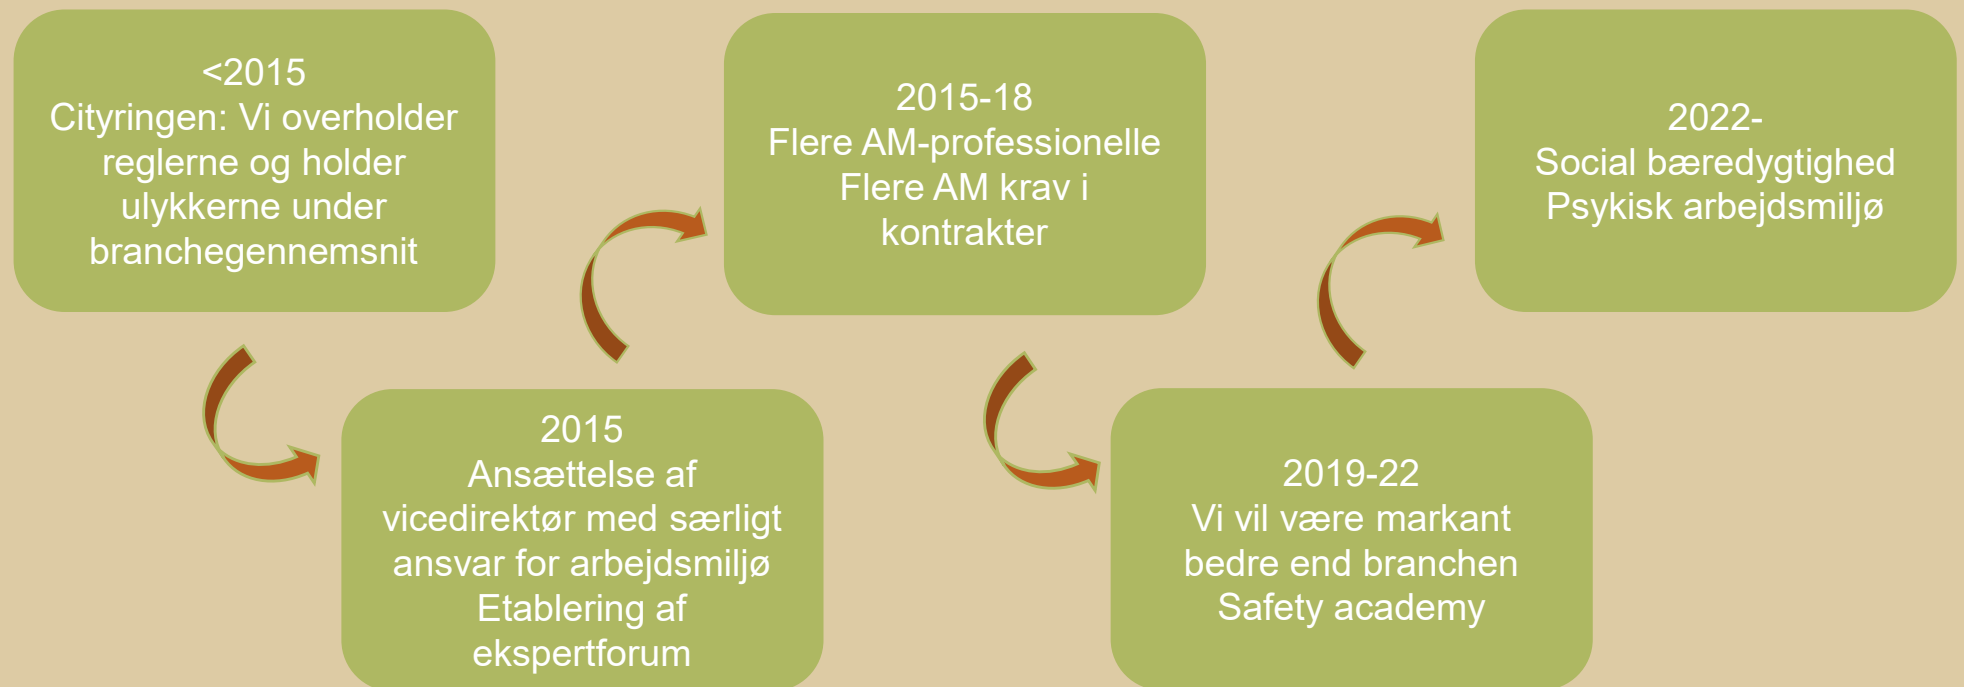 <2015
Cityringen: Vi overholder
reglerne og holder
ulykkerne under
branchegennemsnit
2015
Ansættelse af
vicedirektør med særligt
ansvar for arbejdsmiljø
Etablering af
ekspertforum
2015-18
Flere AM-professionelle
Flere AM krav i
kontrakter
2019-22
Vi vil være markant
bedre end branchen
Safety academy
2022-
Social bæredygtighed
Psykisk arbejdsmiljø